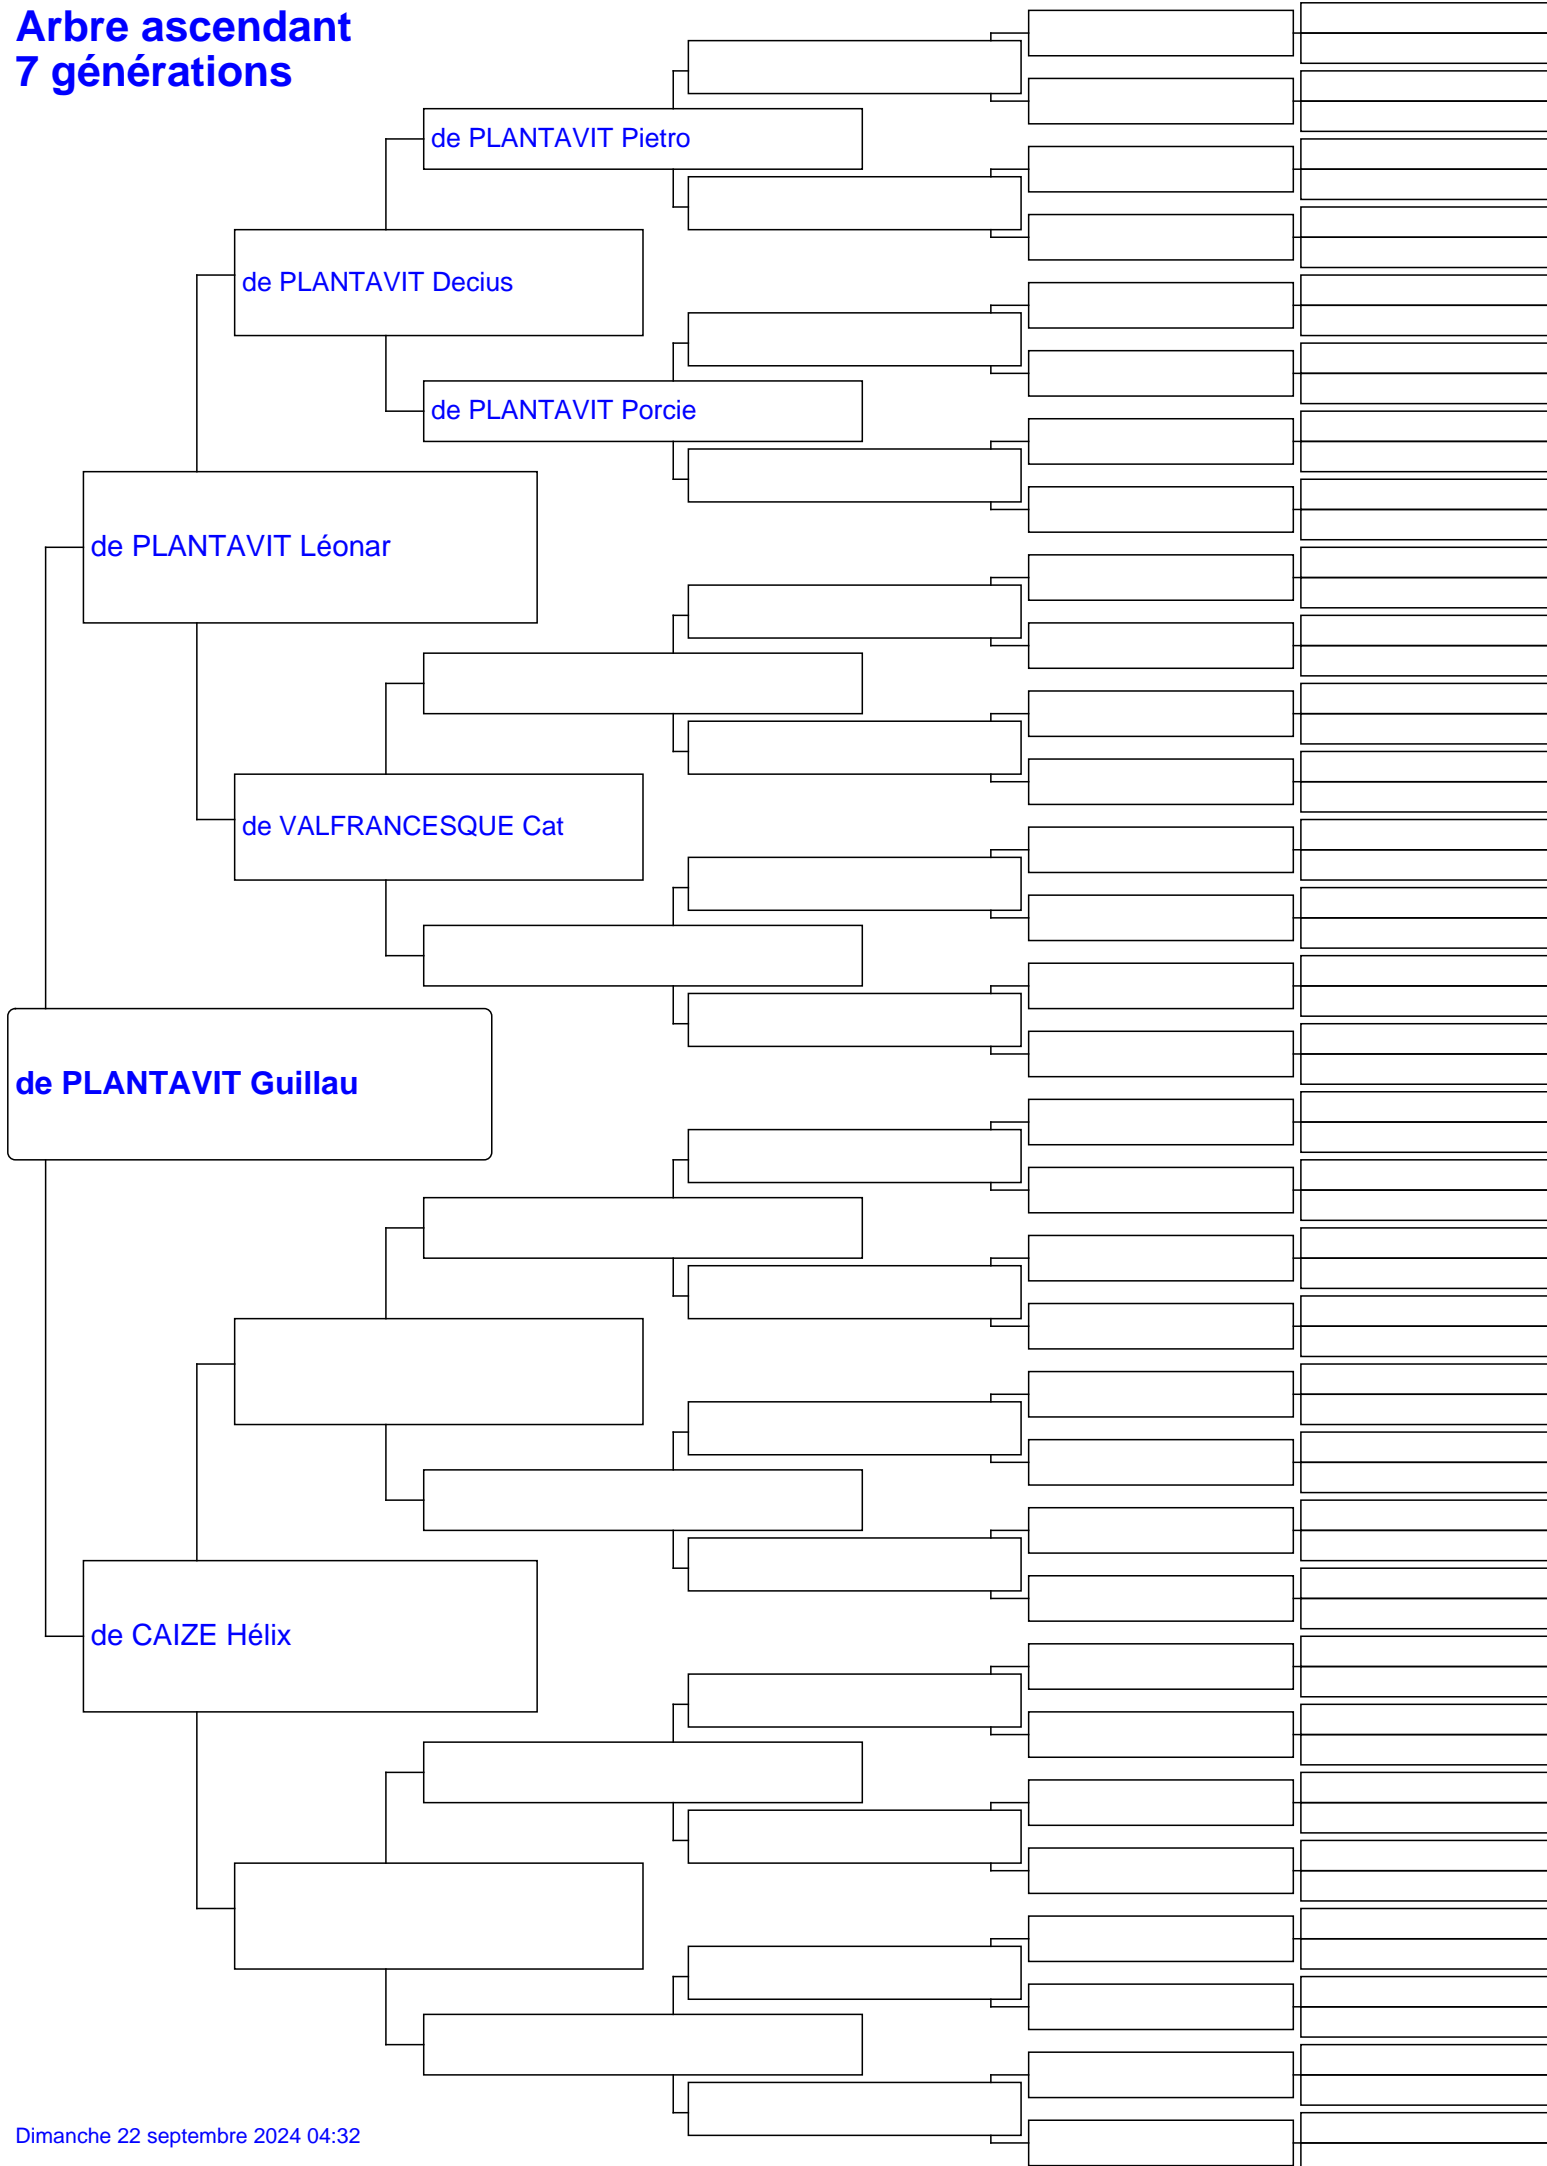 Arbre ascendant
7 générations
de PLANTAVIT Pietro
de PLANTAVIT Decius
de PLANTAVIT Porcie
de PLANTAVIT Léonar
de VALFRANCESQUE Cat
de PLANTAVIT Guillau
de CAIZE Hélix
Dimanche 22 septembre 2024 04:32